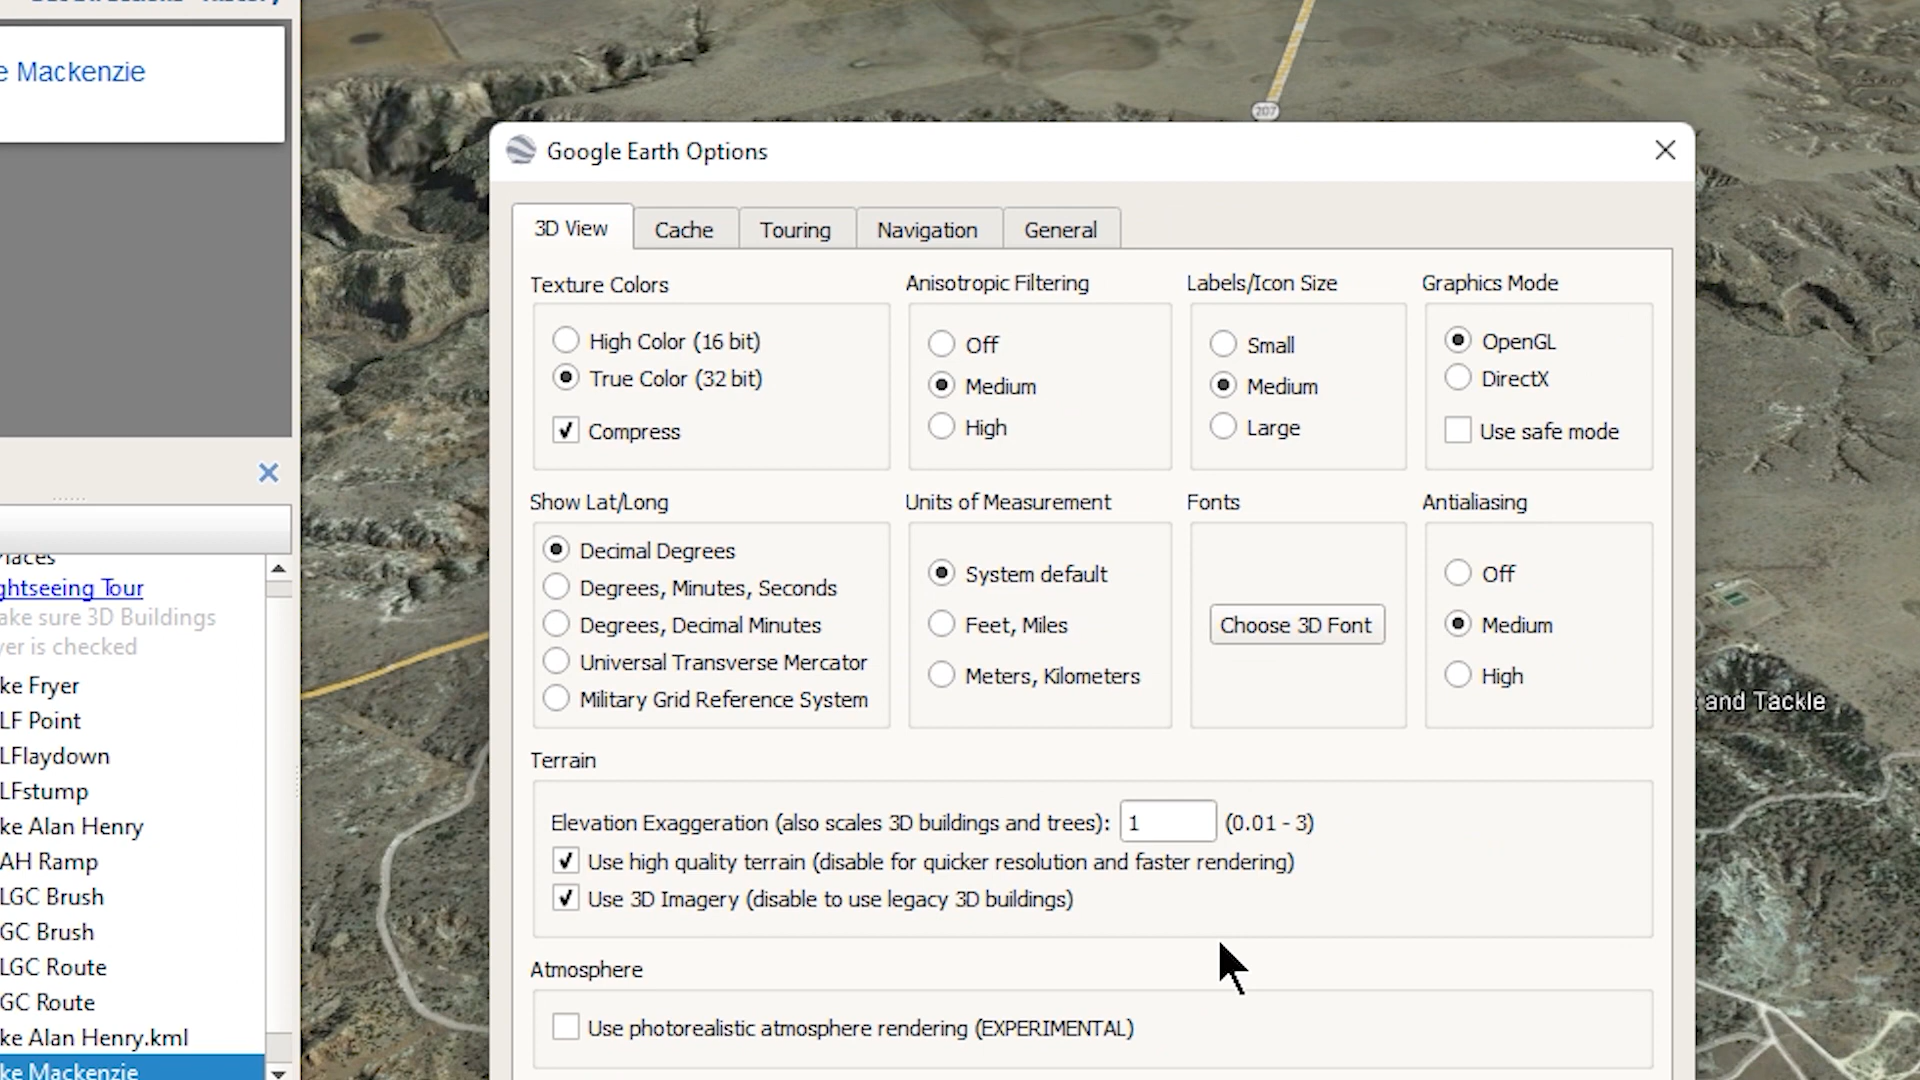 e Mackenzie
207
Google Earth Options
3D View
Cache
Touring
Navigation
General
Texture Colors
High Color (16 bit)
True Color (32 bit)
Compress
Anisotropic Filtering
Off
Medium
High
Labels/Icon Size
Small
Medium
Large
Graphics Mode
OpenGL
DirectX
Use safe mode
Show Lat/Long
Decimal Degrees
Degrees, Minutes, Seconds
Degrees, Decimal Minutes
Universal Transverse Mercator
Military Grid Reference System
Units of Measurement
System default
Feet, Miles
Meters, Kilometers
Fonts
Choose 3D Font
Antialiasing
Off
Medium
High
Terrain
Elevation Exaggeration (also scales 3D buildings and trees): 1 (0.01 - 3)
Use high quality terrain (disable for quicker resolution and faster rendering)
Use 3D Imagery (disable to use legacy 3D buildings)
Atmosphere
Use photorealistic atmosphere rendering (EXPERIMENTAL)
laces
ghtseeing Tour
ake sure 3D Buildings
yer is checked
ke Fryer
LF Point
LFlaydown
LFstump
ke Alan Henry
AH Ramp
LGC Brush
GC Brush
LGC Route
GC Route
ke Alan Henry.kml
ke Mackenzie
and Tackle